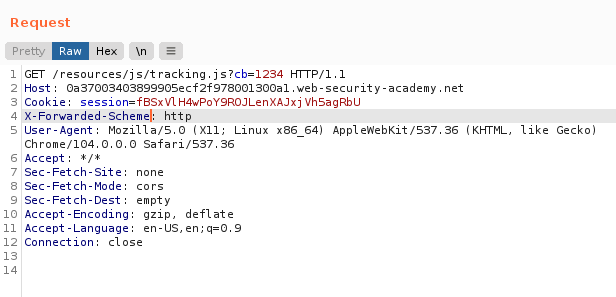 Request
Pretty Raw Hex \n ≡
1 GET /resources/js/tracking.js?cb=1234 HTTP/1.1
2 Host: 0a37003403899905ecf2f978001300a1.web-security-academy.net
3 Cookie: session=fBSxVlH4wPoY9ROJLenXAJxjVh5agRbU
4 X-Forwarded-Scheme: http
5 User-Agent: Mozilla/5.0 (X11; Linux x86_64) AppleWebKit/537.36 (KHTML, like Gecko)
Chrome/104.0.0.0 Safari/537.36
6 Accept: */*
7 Sec-Fetch-Site: none
8 Sec-Fetch-Mode: cors
9 Sec-Fetch-Dest: empty
10 Accept-Encoding: gzip, deflate
11 Accept-Language: en-US,en;q=0.9
12 Connection: close
13
14